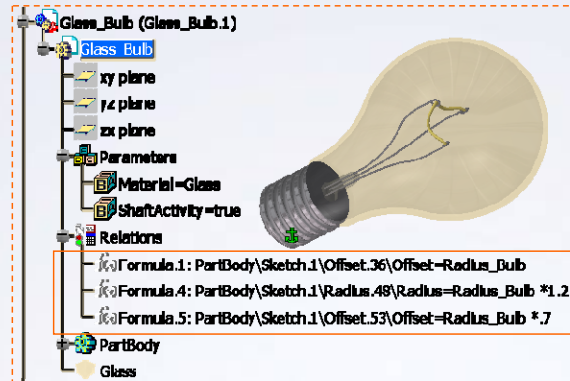 Glass_Bulb (Glass_Bulb.1)
Glass_Bulb
xy plane
yz plane
zx plane
Parameters
Material=Glass
ShaftActivity=true
Relations
Formula.1: PartBody\Sketch.1\Offset.36\Offset=Radius_Bulb
Formula.4: PartBody\Sketch.1\Radius.48\Radius=Radius_Bulb *1.2
Formula.5: PartBody\Sketch.1\Offset.53\Offset=Radius_Bulb *.7
PartBody
Glass